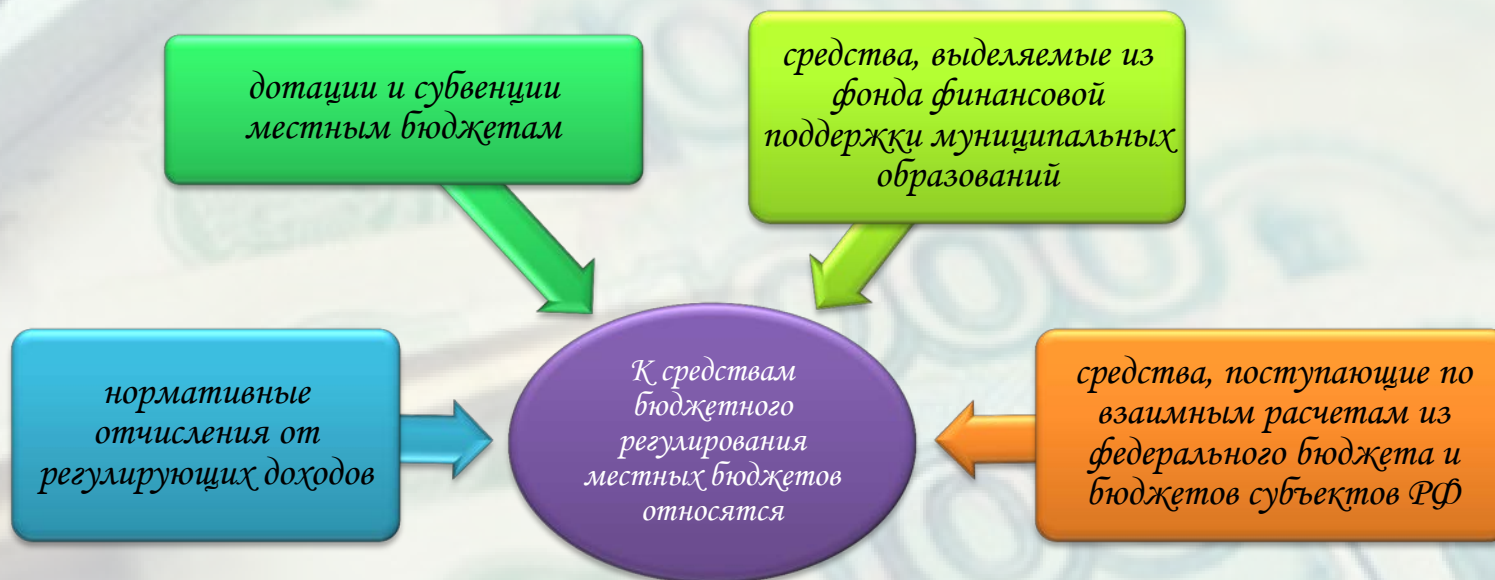 дотации и субвенции
местным бюджетам
средства, выделяемые из
фонда финансовой
поддержки муниципальных
образований
нормативные
отчисления от
регулирующих доходов
К средствам
бюджетного
регулирования
местных бюджетов
относятся
средства, поступающие по
взаимным расчетам из
федерального бюджета и
бюджетов субъектов РФ